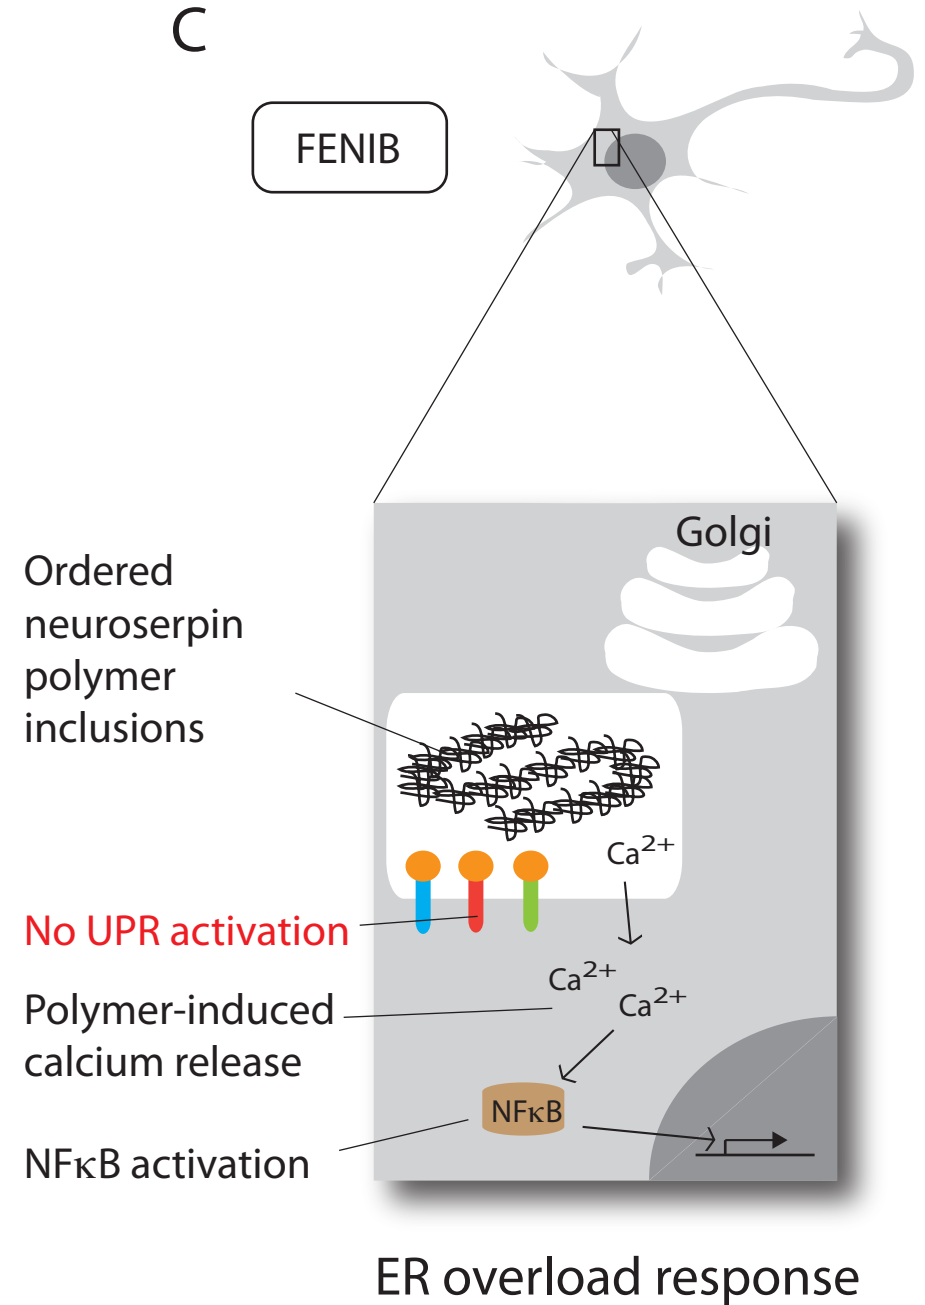 C
FENIB
Golgi
Ordered
neuroserpin
polymer
inclusions
Ca2+
No UPR activation
Ca2+
Ca2+
Polymer-induced
calcium release
NFκB
NFκB activation
ER overload response